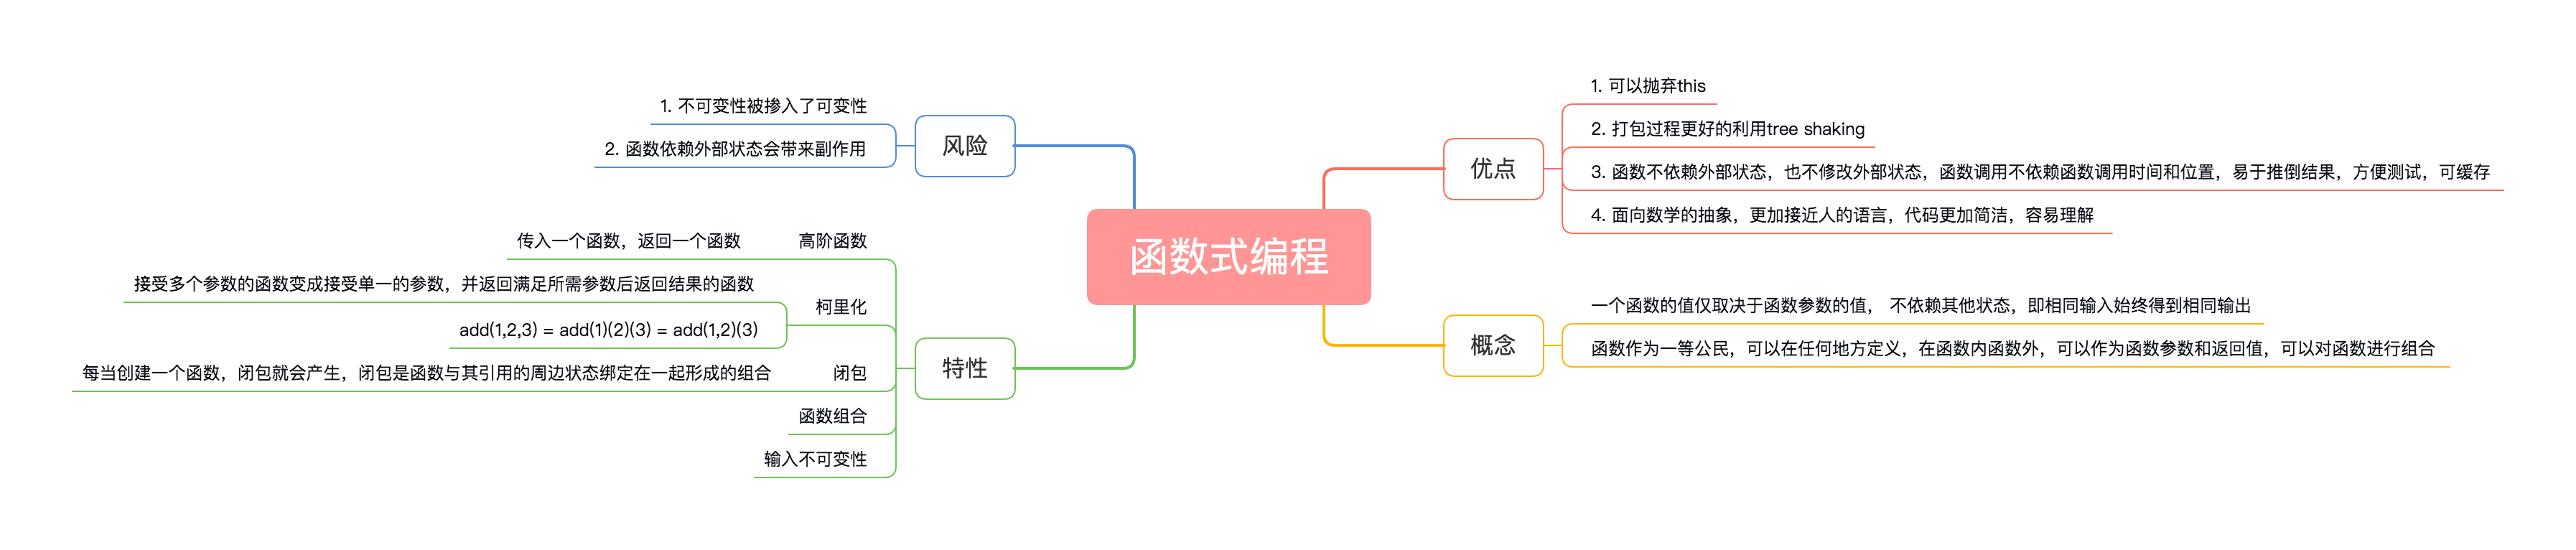 函数式编程
优点
1. 可以抛弃this
2. 打包过程更好的利用tree shaking
3. 函数不依赖外部状态，也不修改外部状态，函数调用不依赖函数调用时间和位置，易于推倒结果，方便测试，可缓存
4. 面向数学的抽象，更加接近人的语言，代码更加简洁，容易理解
概念
一个函数的值仅取决于函数参数的值， 不依赖其他状态，即相同输入始终得到相同输出
函数作为一等公民，可以在任何地方定义，在函数内函数外，可以作为函数参数和返回值，可以对函数进行组合
风险
1. 不可变性被掺入了可变性
2. 函数依赖外部状态会带来副作用
特性
高阶函数
传入一个函数，返回一个函数
柯里化
接受多个参数的函数变成接受单一的参数，并返回满足所需参数后返回结果的函数
add(1,2,3) = add(1)(2)(3) = add(1,2)(3)
闭包
每当创建一个函数，闭包就会产生，闭包是函数与其引用的周边状态绑定在一起形成的组合
函数组合
输入不可变性